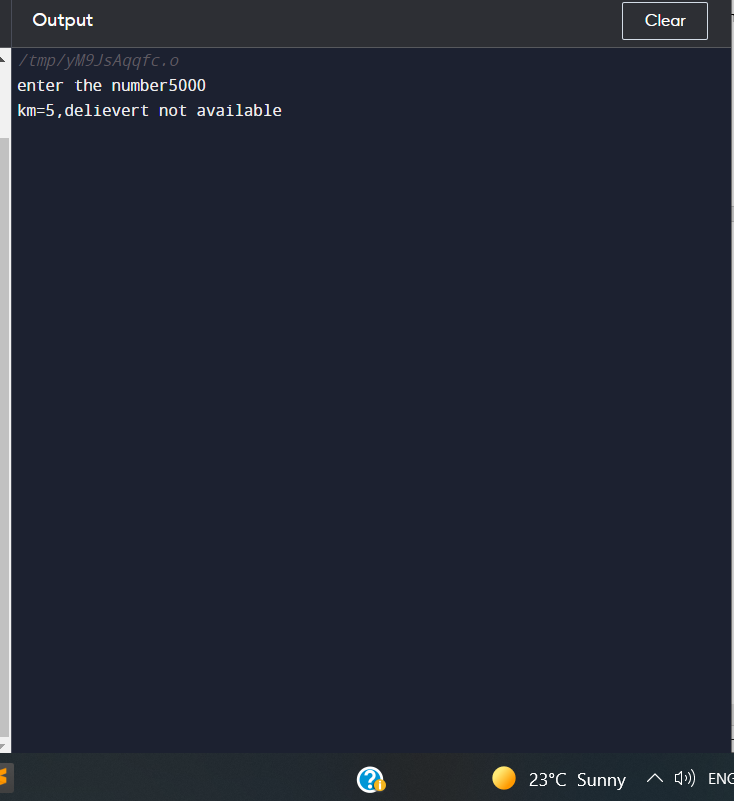 Output
Clear
/tmp/yM9JsAqqfc.o
enter the number5000
km=5,delievert not available
23°C Sunny
ENG